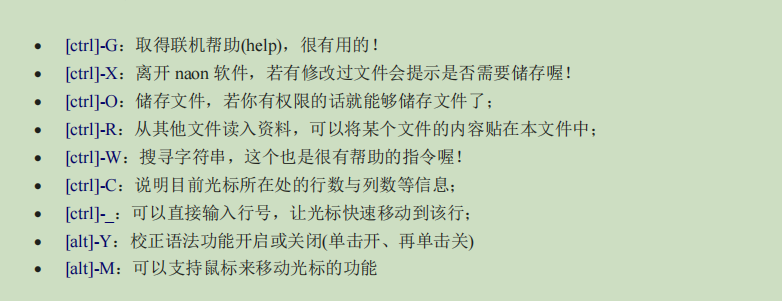 • [ctrl]-G：取得联机帮助(help)，很有用的！
• [ctrl]-X：离开 naon 软件，若有修改过文件会提示是否需要储存喔！
• [ctrl]-O：储存文件，若你有权限的话就能够储存文件了；
• [ctrl]-R：从其他文件读入资料，可以将某个文件的内容贴在本文件中；
• [ctrl]-W：搜寻字符串，这个也是很有帮助的指令喔！
• [ctrl]-C：说明目前光标所在处的行数与列数等信息；
• [ctrl]-_：可以直接输入行号，让光标快速移动到该行；
• [alt]-Y：校正语法功能开启或关闭(单击开、再单击关)
• [alt]-M：可以支持鼠标来移动光标的功能